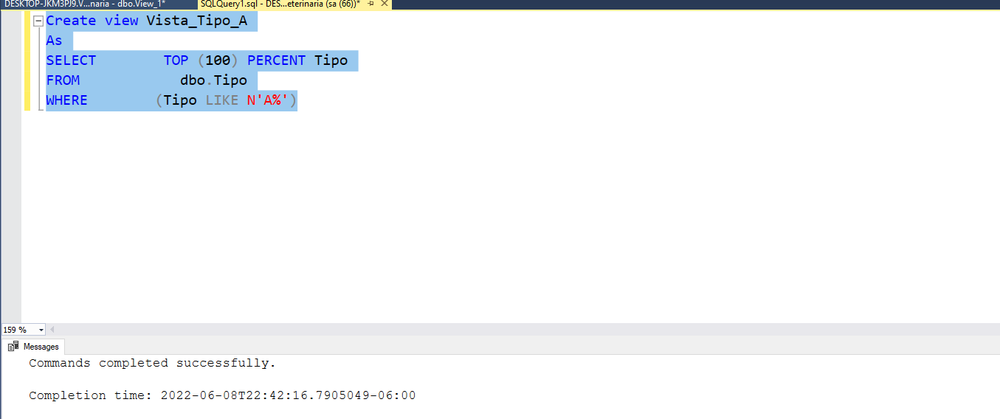 DESKTOP-JKM3PJ9.V...naria - dbo.View_1* SQLQuery1.sql - DES...eterinaria (sa (66))*
Create view Vista_Tipo_A
As
SELECT TOP (100) PERCENT Tipo
FROM dbo.Tipo
WHERE (Tipo LIKE N'A%')
159 %
Messages
Commands completed successfully.
Completion time: 2022-06-08T22:42:16.7905049-06:00